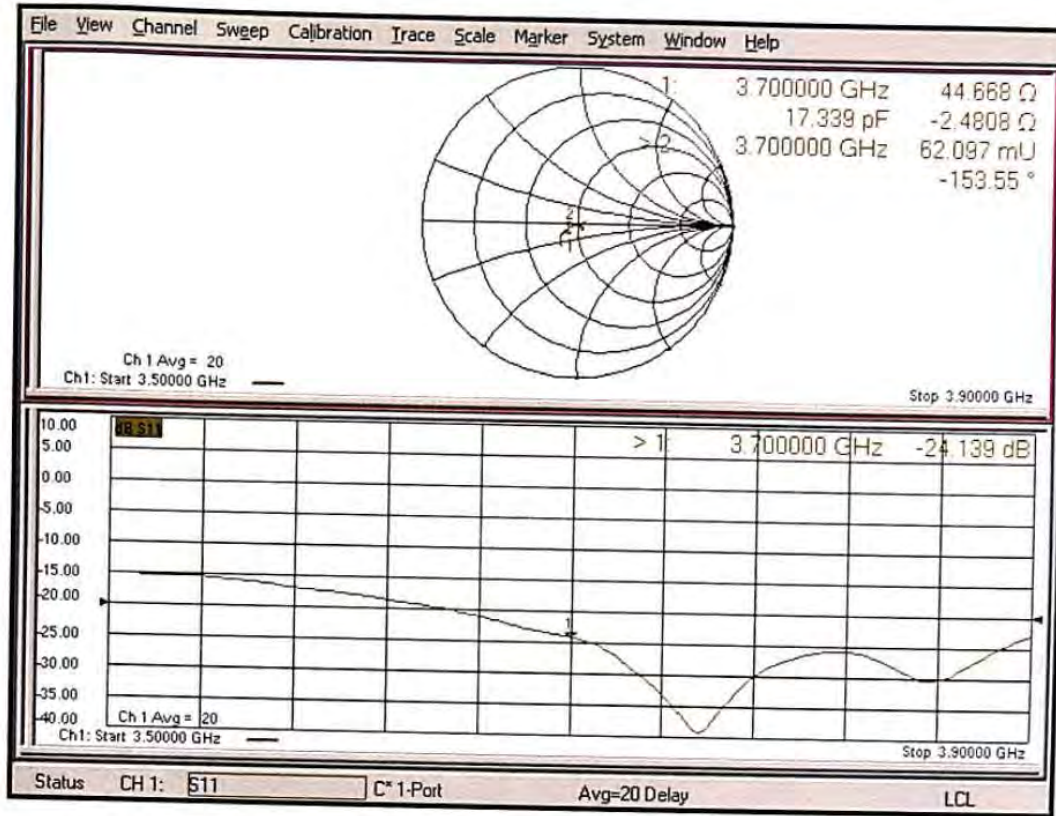 File View Channel Sweep Calibration Trace Scale Marker System Window Help
1: 3.700000 GHz 44.668 Ω
17.339 pF -2.4808 Ω
> 2: 3.700000 GHz 62.097 mU
-153.55 °
2
1
Ch 1 Avg = 20
Ch1: Start 3.50000 GHz
Stop 3.90000 GHz
dB S11
> 1: 3.700000 GHz -24.139 dB
10.00
5.00
0.00
-5.00
-10.00
-15.00
-20.00
-25.00
-30.00
-35.00
-40.00
1
Ch 1 Avg = 20
Ch1: Start 3.50000 GHz
Stop 3.90000 GHz
Status CH 1: S11 C* 1-Port Avg=20 Delay LCL